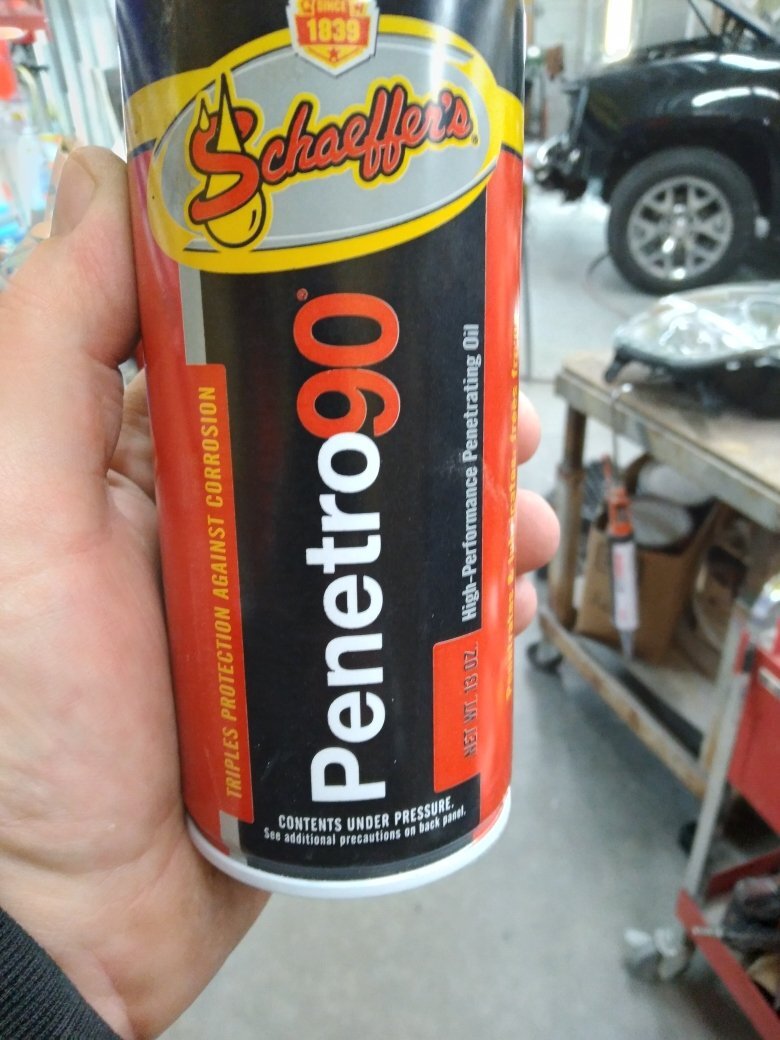 SINCE
1839
Schaeffer's
TRIPLES PROTECTION AGAINST CORROSION
Penetro90®
High-Performance Penetrating Oil
NET WT. 13 OZ.
CONTENTS UNDER PRESSURE.
See additional precautions on back panel.